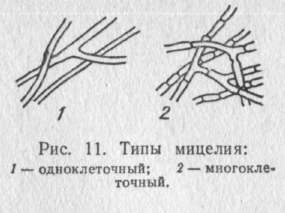 1 2
Рис. 11. Типы мицелия:
1 — одноклеточный; 2 — многокле-
точный.